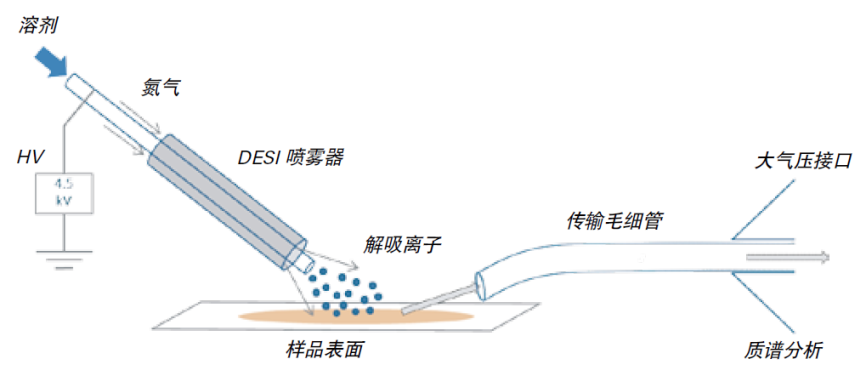 溶剂
氮气
HV
4.5
kV
DESI 喷雾器
解吸离子
传输毛细管
大气压接口
样品表面
质谱分析